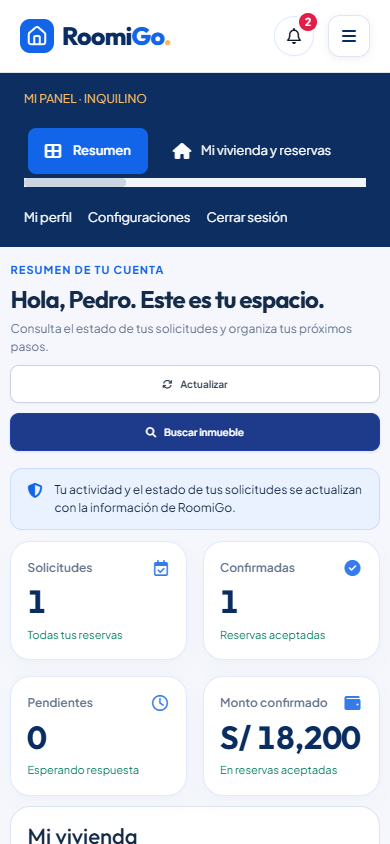 RoomiGo.
2
MI PANEL · INQUILINO
Resumen
Mi vivienda y reservas
Mi perfil
Configuraciones
Cerrar sesión
RESUMEN DE TU CUENTA
Hola, Pedro. Este es tu espacio.
Consulta el estado de tus solicitudes y organiza tus próximos
pasos.
Actualizar
Buscar inmueble
Tu actividad y el estado de tus solicitudes se actualizan
con la información de RoomiGo.
Solicitudes
1
Todas tus reservas
Confirmadas
1
Reservas aceptadas
Pendientes
0
Esperando respuesta
Monto confirmado
S/ 18,200
En reservas aceptadas
Mi vivienda